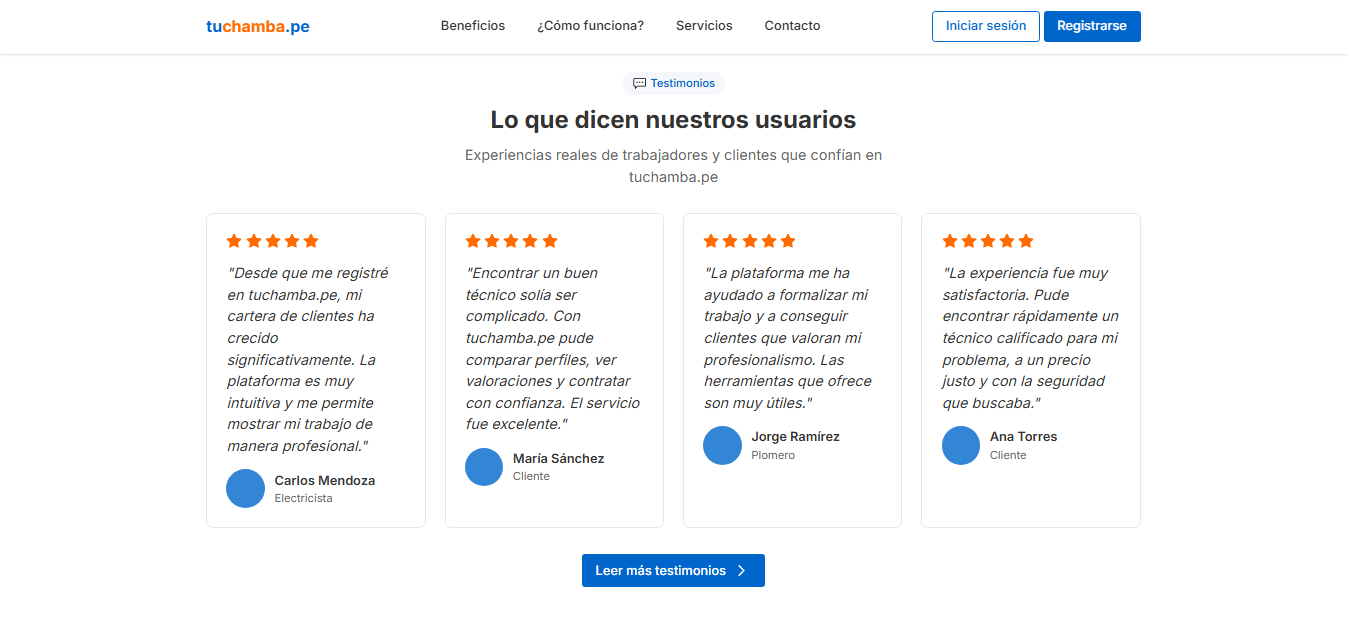 tuchamba.pe
Beneficios
¿Cómo funciona?
Servicios
Contacto
Iniciar sesión
Registrarse
Testimonios
Lo que dicen nuestros usuarios
Experiencias reales de trabajadores y clientes que confían en
tuchamba.pe
"Desde que me registré
en tuchamba.pe, mi
cartera de clientes ha
crecido
significativamente. La
plataforma es muy
intuitiva y me permite
mostrar mi trabajo de
manera profesional."
Carlos Mendoza
Electricista
"Encontrar un buen
técnico solía ser
complicado. Con
tuchamba.pe pude
comparar perfiles, ver
valoraciones y contratar
con confianza. El servicio
fue excelente."
María Sánchez
Cliente
"La plataforma me ha
ayudado a formalizar mi
trabajo y a conseguir
clientes que valoran mi
profesionalismo. Las
herramientas que ofrece
son muy útiles."
Jorge Ramírez
Plomero
"La experiencia fue muy
satisfactoria. Pude
encontrar rápidamente un
técnico calificado para mi
problema, a un precio
justo y con la seguridad
que buscaba."
Ana Torres
Cliente
Leer más testimonios